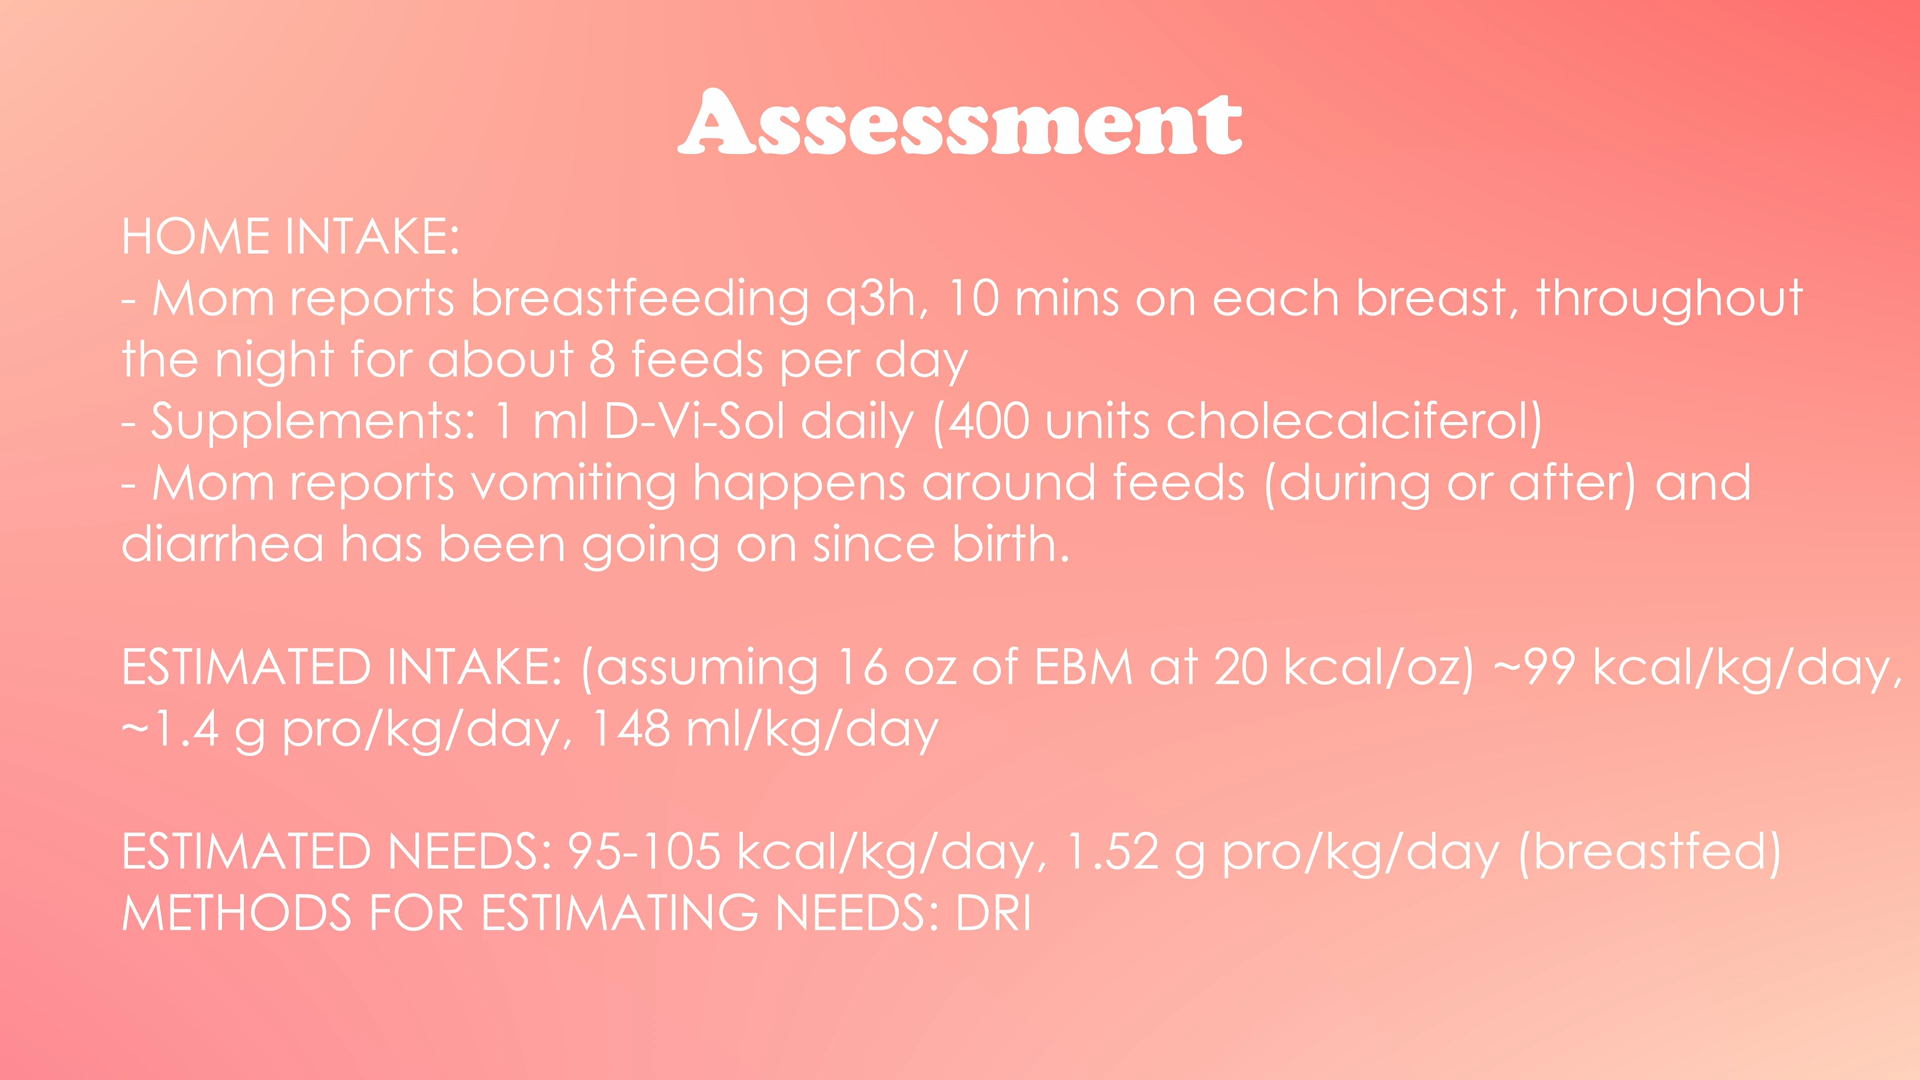 Assessment
HOME INTAKE:
- Mom reports breastfeeding q3h, 10 mins on each breast, throughout
the night for about 8 feeds per day
- Supplements: 1 ml D-Vi-Sol daily (400 units cholecalciferol)
- Mom reports vomiting happens around feeds (during or after) and
diarrhea has been going on since birth.
ESTIMATED INTAKE: (assuming 16 oz of EBM at 20 kcal/oz) ~99 kcal/kg/day,
~1.4 g pro/kg/day, 148 ml/kg/day
ESTIMATED NEEDS: 95-105 kcal/kg/day, 1.52 g pro/kg/day (breastfed)
METHODS FOR ESTIMATING NEEDS: DRI